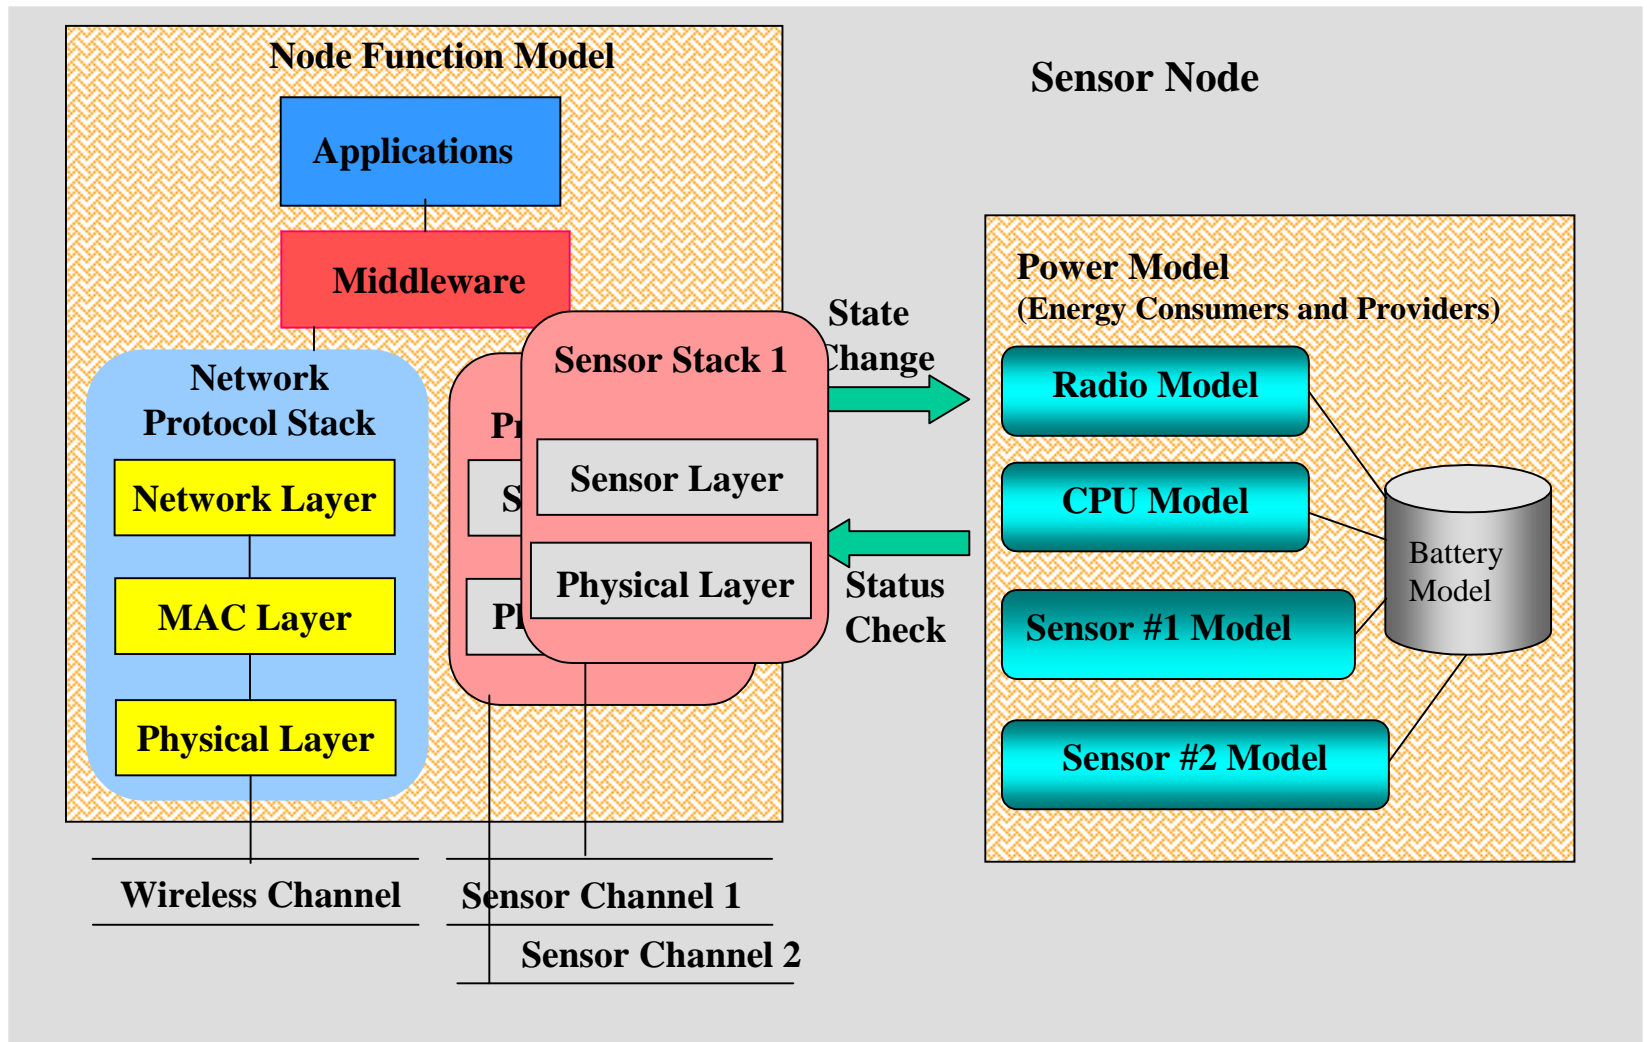 Node Function Model
Sensor Node
Applications
Middleware
Network
Protocol Stack
Network Layer
MAC Layer
Physical Layer
Sensor Stack 1
Sensor Layer
Physical Layer
State
Change
Status
Check
Power Model
(Energy Consumers and Providers)
Radio Model
CPU Model
Sensor #1 Model
Sensor #2 Model
Battery
Model
Wireless Channel
Sensor Channel 1
Sensor Channel 2